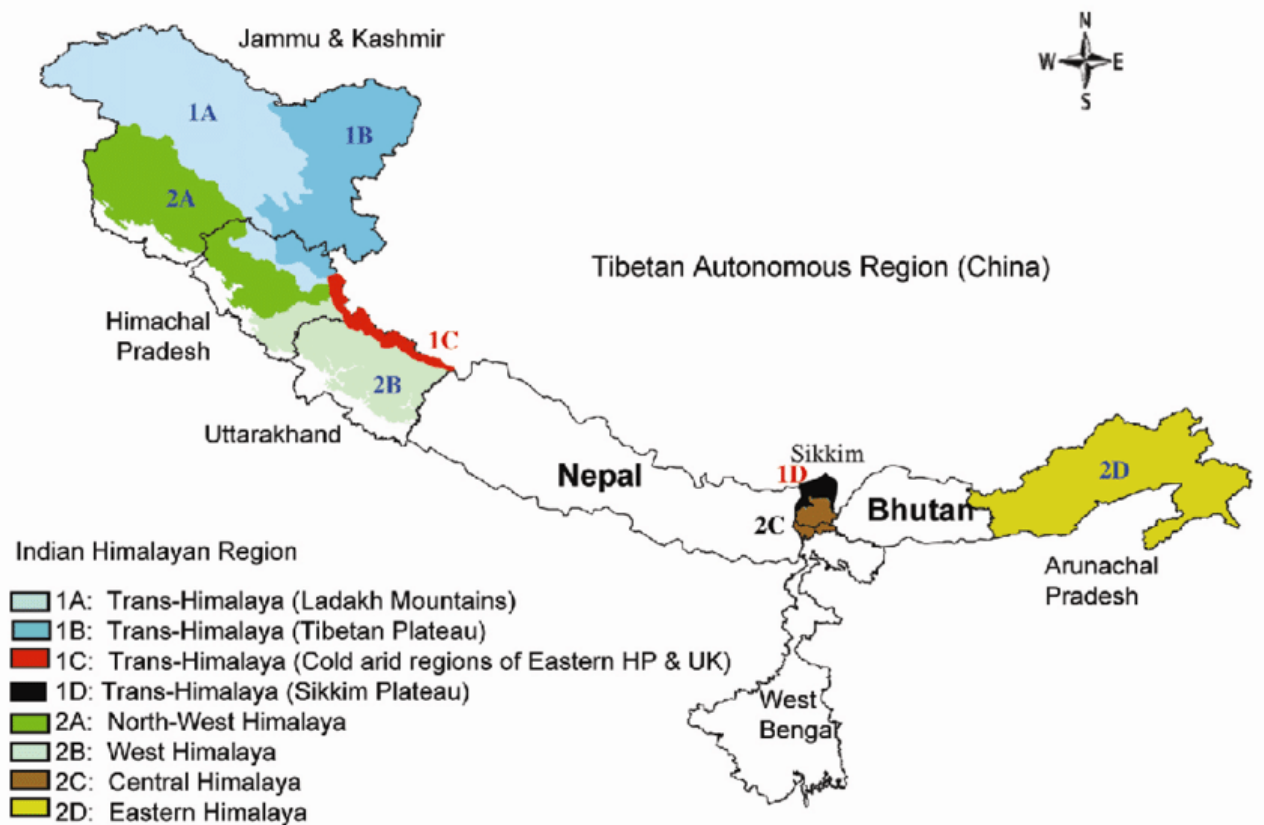 Jammu & Kashmir
N
W E
S
1A
1B
2A
Tibetan Autonomous Region (China)
Himachal
Pradesh
1C
2B
Uttarakhand
Nepal
Sikkim
1D
2C
Bhutan
2D
Arunachal
Pradesh
West
Bengal
Indian Himalayan Region
1A: Trans-Himalaya (Ladakh Mountains)
1B: Trans-Himalaya (Tibetan Plateau)
1C: Trans-Himalaya (Cold arid regions of Eastern HP & UK)
1D: Trans-Himalaya (Sikkim Plateau)
2A: North-West Himalaya
2B: West Himalaya
2C: Central Himalaya
2D: Eastern Himalaya